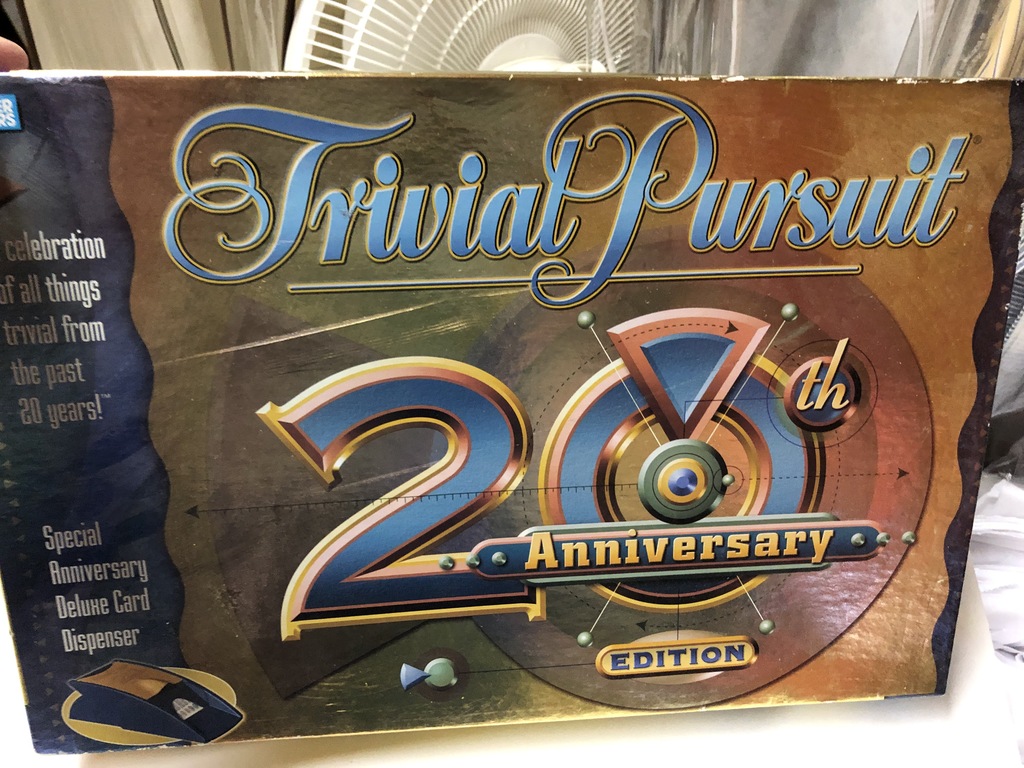 Trivial Pursuit®
celebration
of all things
trivial from
the past
20 years!™
20th
Anniversary
EDITION
Special
Anniversary
Deluxe Card
Dispenser